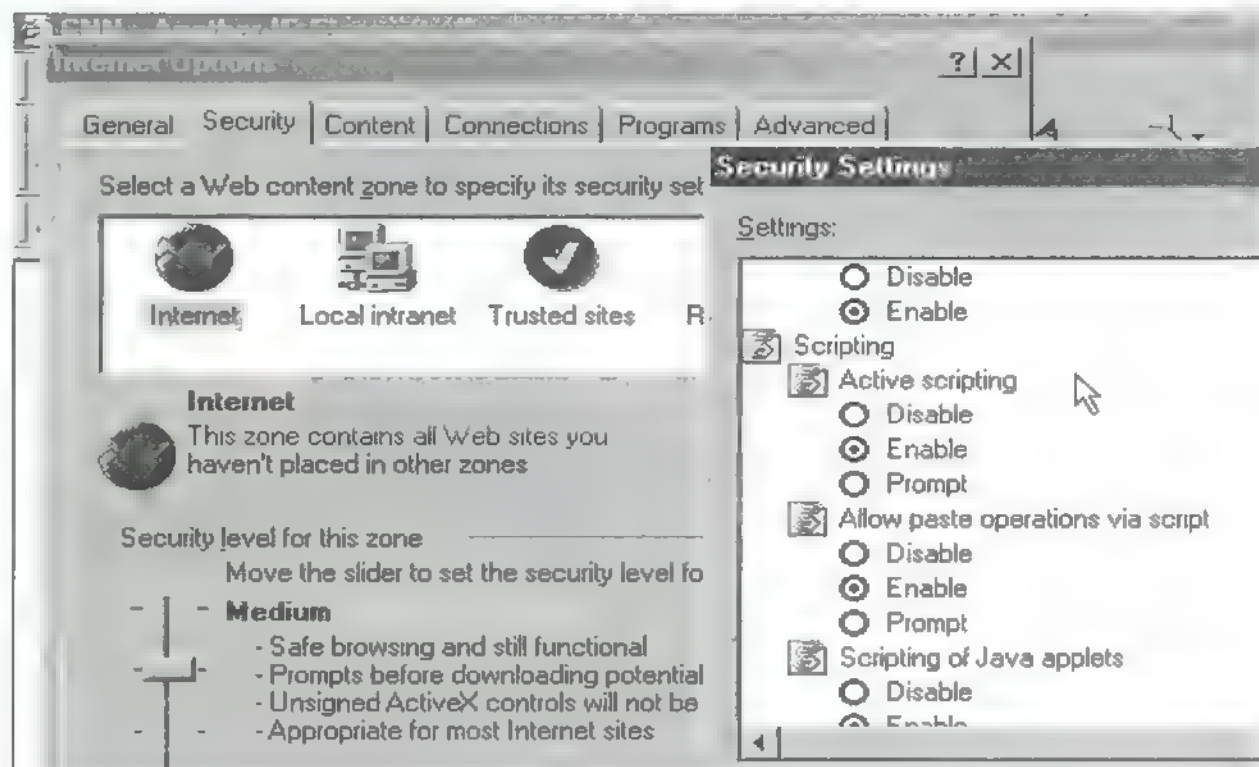 Internet Options
?
General Security Content Connections Programs Advanced
Select a Web content zone to specify its security set
Internet
Local intranet
Trusted sites
R
Internet
This zone contains all Web sites you
haven't placed in other zones
Security level for this zone
Move the slider to set the security level fo
Medium
- Safe browsing and still functional
- Prompts before downloading potential
- Unsigned ActiveX controls will not be
- Appropriate for most Internet sites
Security Settings
Settings:
Disable
Enable
Scripting
Active scripting
Disable
Enable
Prompt
Allow paste operations via script
Disable
Enable
Prompt
Scripting of Java applets
Disable
Enable